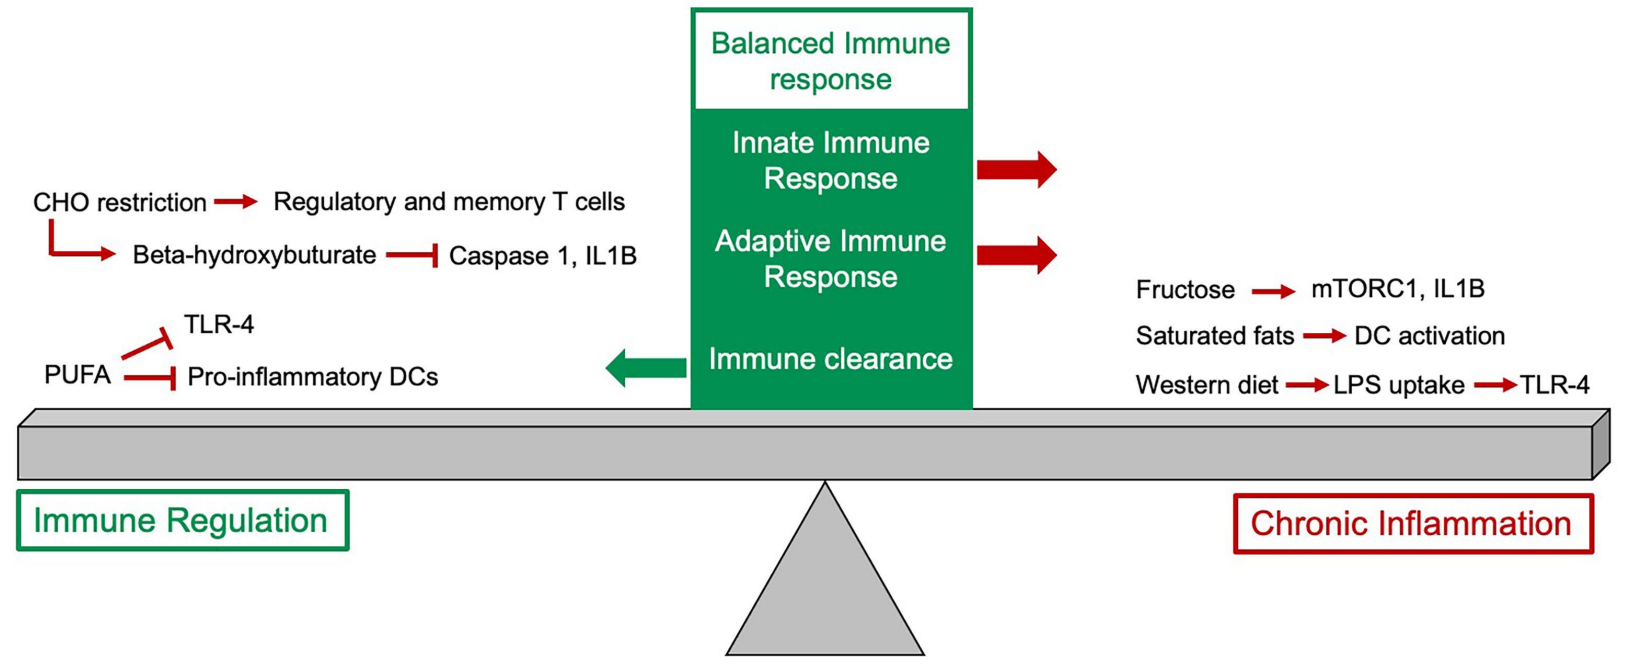 Balanced Immune
response
Innate Immune
Response
Adaptive Immune
Response
Immune clearance
CHO restriction Regulatory and memory T cells
Beta-hydroxybuturate Caspase 1, IL1B
TLR-4
PUFA Pro-inflammatory DCs
Fructose mTORC1, IL1B
Saturated fats DC activation
Western diet LPS uptake TLR-4
Immune Regulation
Chronic Inflammation